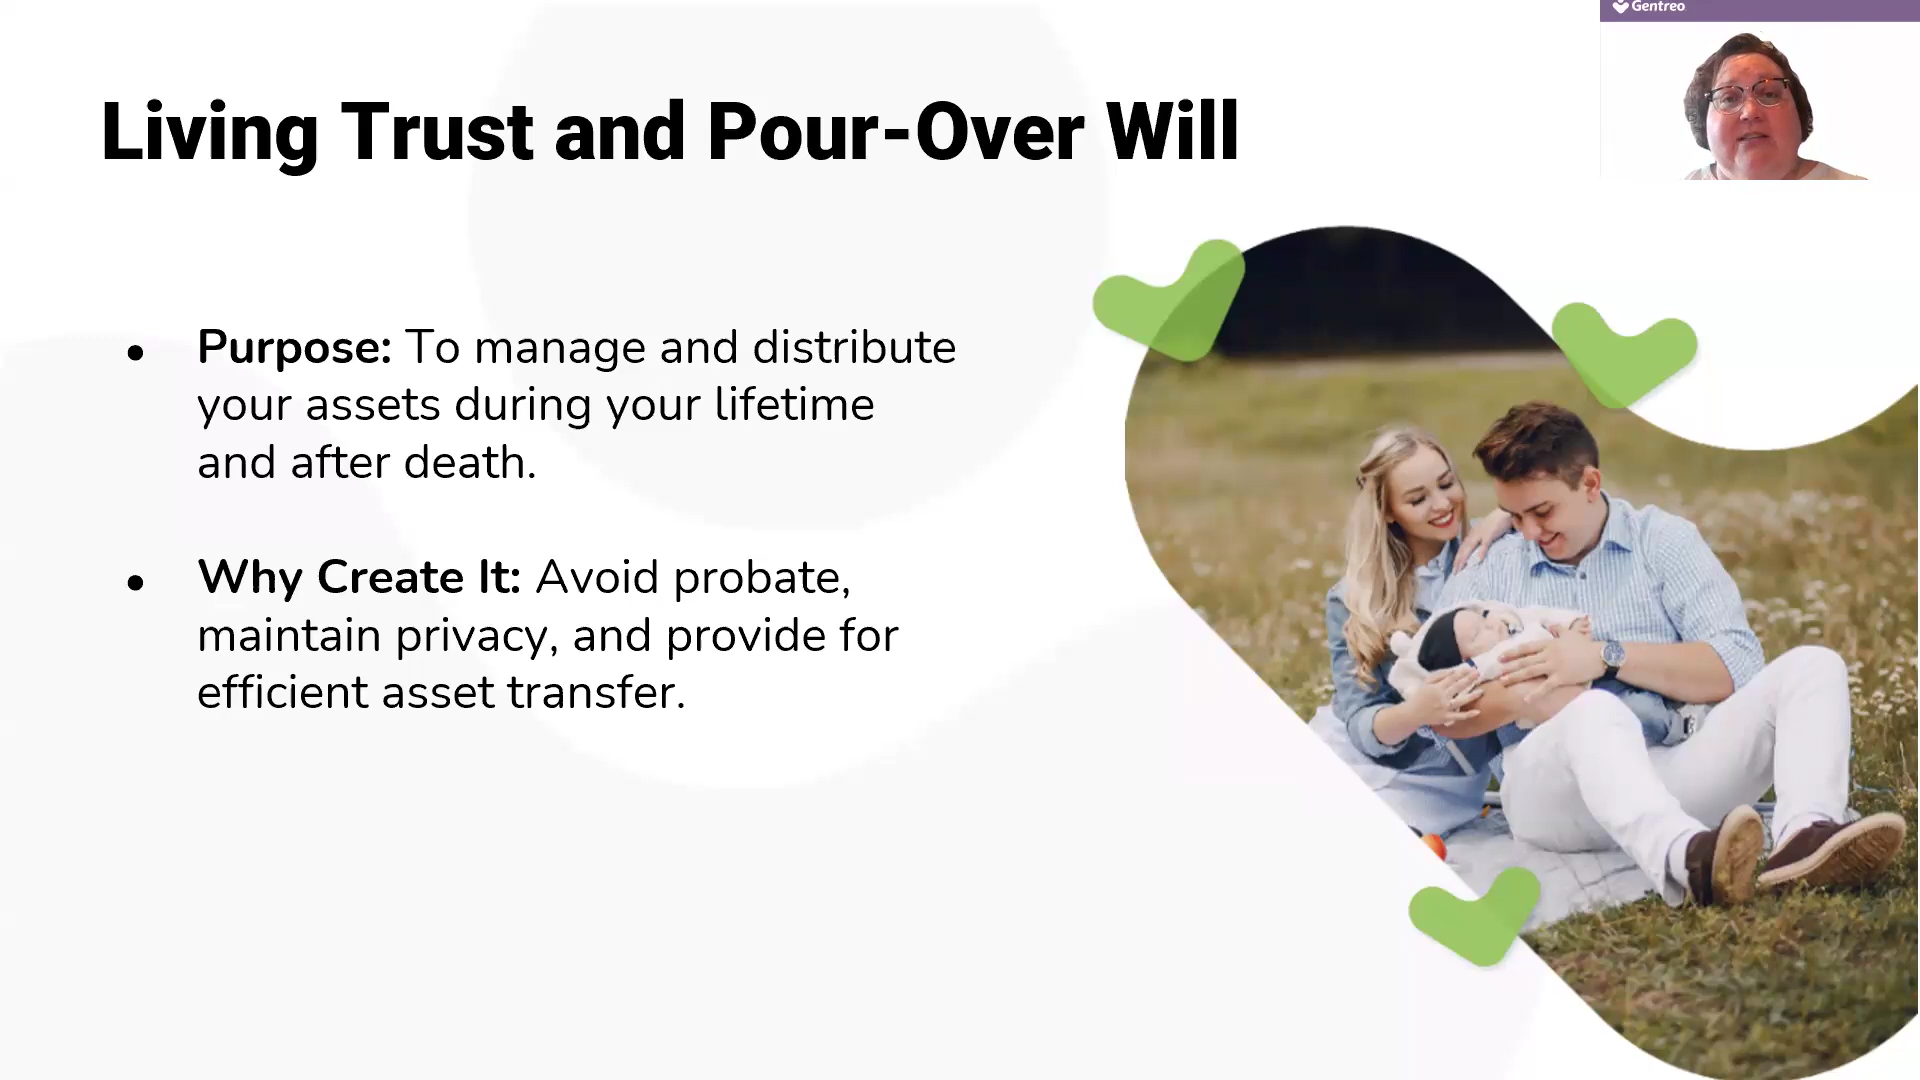 Gentreo
Living Trust and Pour-Over Will
• Purpose: To manage and distribute
your assets during your lifetime
and after death.
• Why Create It: Avoid probate,
maintain privacy, and provide for
efficient asset transfer.